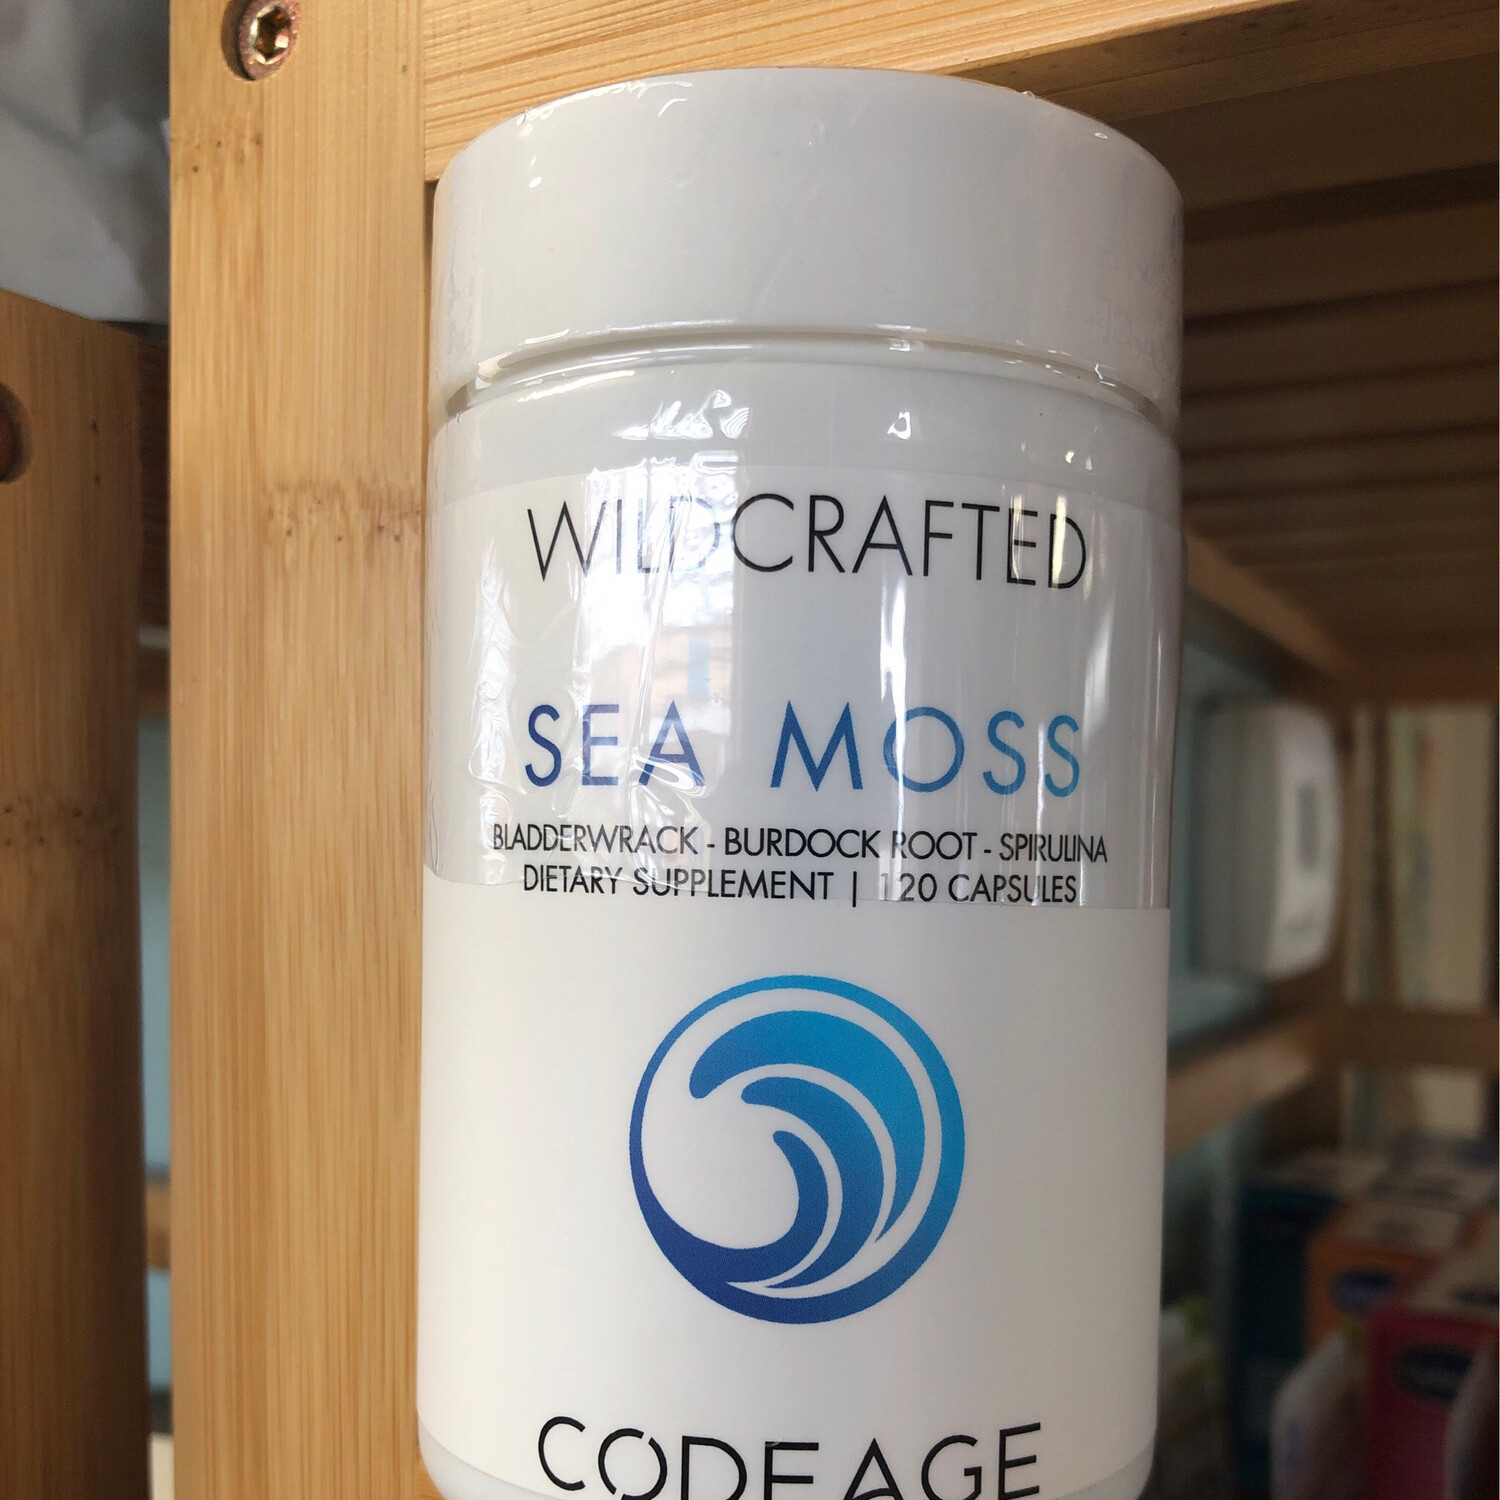 WILDCRAFTED
SEA MOSS
BLADDERWRACK - BURDOCK ROOT - SPIRULINA
DIETARY SUPPLEMENT | 120 CAPSULES
CODEAGE